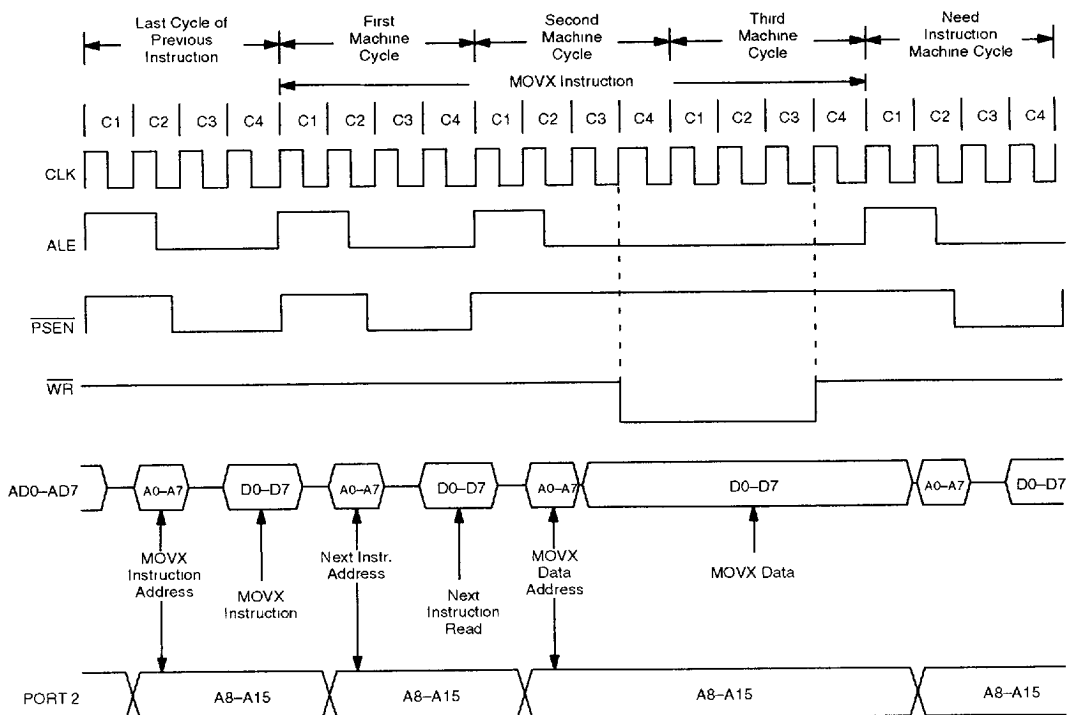 Last Cycle of
Previous
Instruction
First
Machine
Cycle
Second
Machine
Cycle
Third
Machine
Cycle
Need
Instruction
Machine Cycle
MOVX Instruction
C1 C2 C3 C4 C1 C2 C3 C4 C1 C2 C3 C4 C1 C2 C3 C4 C1 C2 C3 C4
CLK
ALE
PSEN
WR
AD0–AD7 A0–A7 D0–D7 A0–A7 D0–D7 A0–A7 D0–D7 A0–A7 D0–D7
MOVX
Instruction
Address
MOVX
Instruction
Next Instr.
Address
Next
Instruction
Read
MOVX
Data
Address
MOVX Data
PORT 2 A8–A15 A8–A15 A8–A15 A8–A15